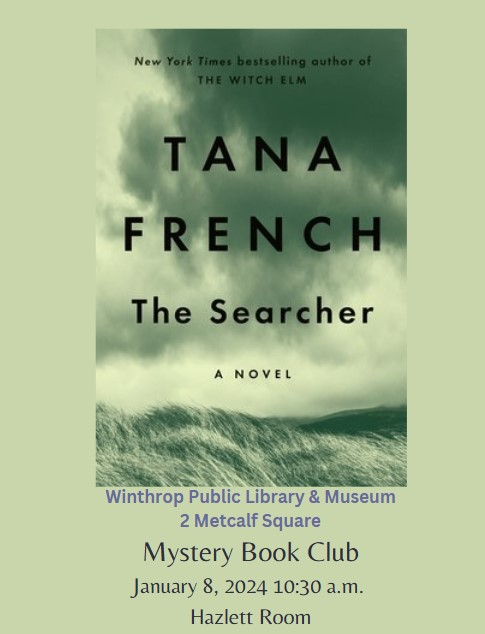 New York Times bestselling author of
THE WITCH ELM
TANA
FRENCH
The Searcher
A NOVEL
Winthrop Public Library & Museum
2 Metcalf Square
Mystery Book Club
January 8, 2024 10:30 a.m.
Hazlett Room